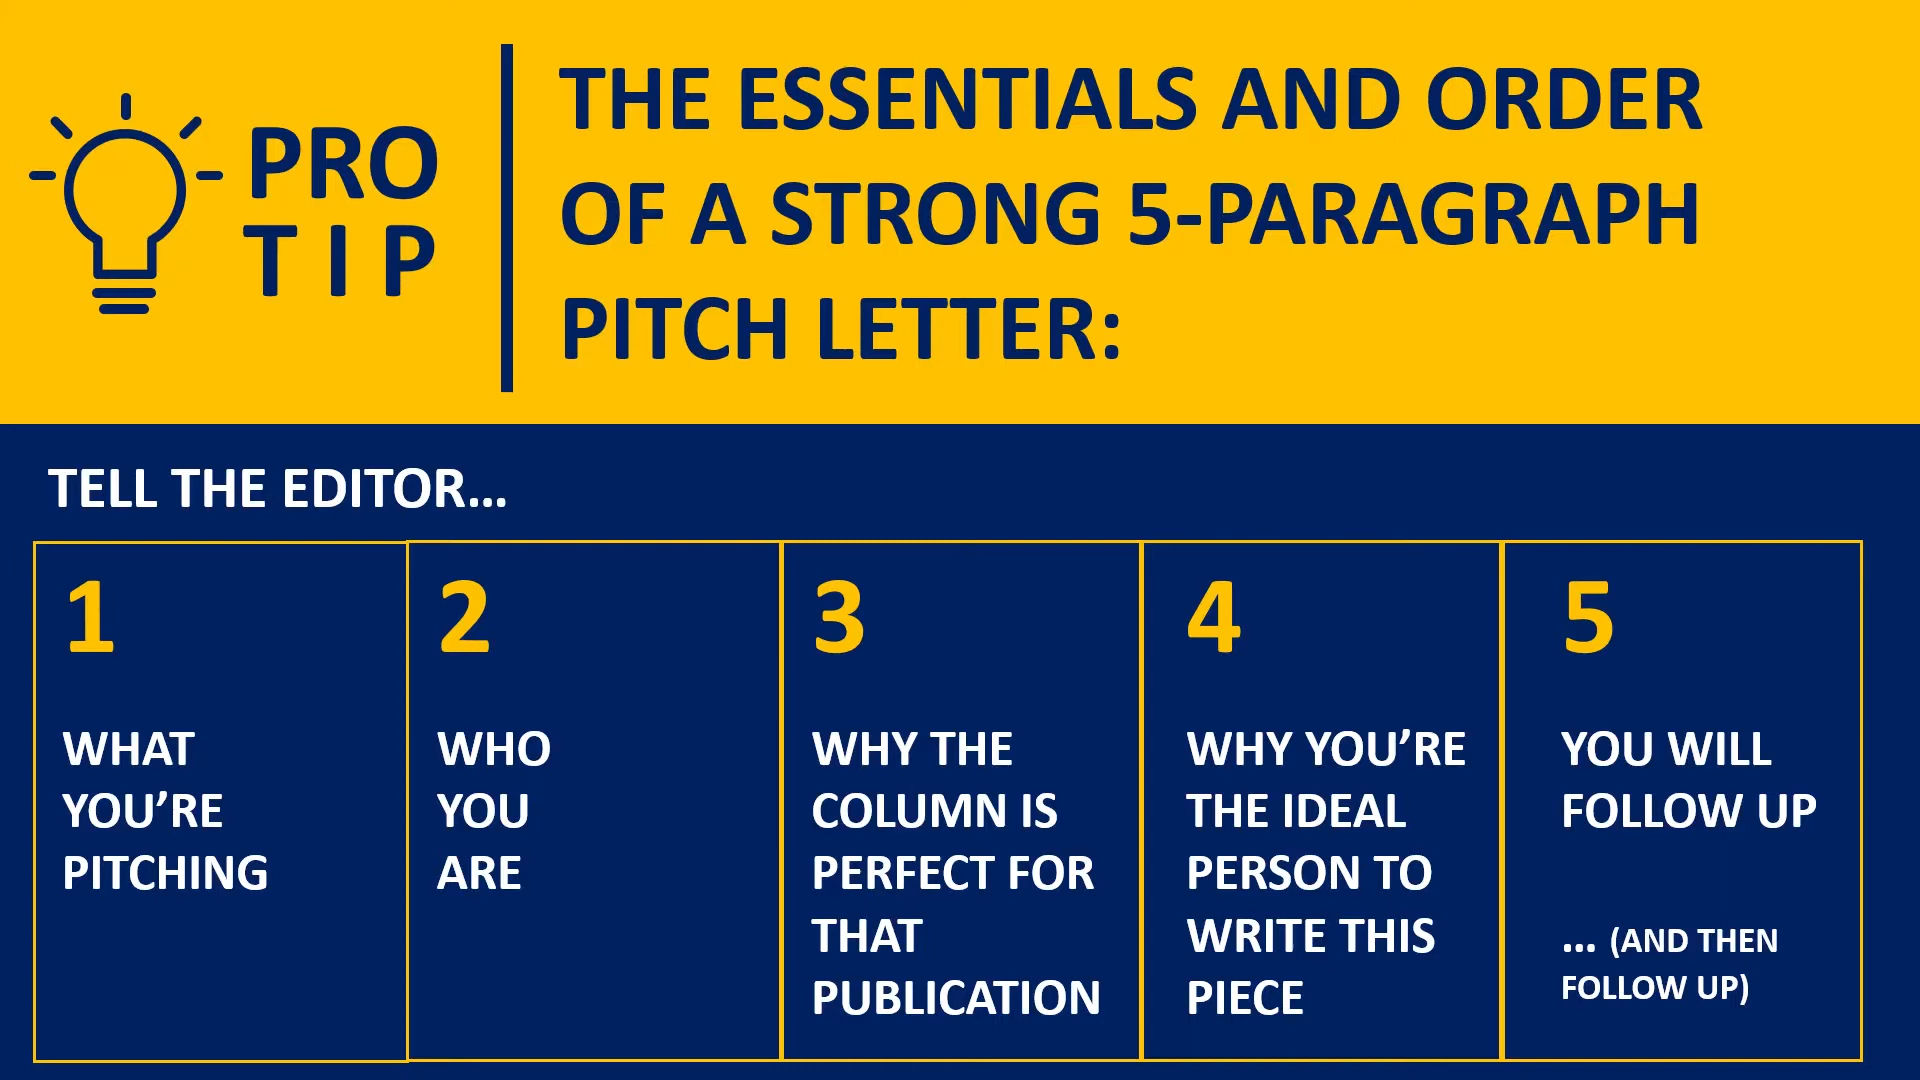 PRO
TIP
THE ESSENTIALS AND ORDER
OF A STRONG 5-PARAGRAPH
PITCH LETTER:
TELL THE EDITOR...
1
WHAT
YOU'RE
PITCHING
2
WHO
YOU
ARE
3
WHY THE
COLUMN IS
PERFECT FOR
THAT
PUBLICATION
4
WHY YOU’RE
THE IDEAL
PERSON TO
WRITE THIS
PIECE
5
YOU WILL
FOLLOW UP
... (AND THEN
FOLLOW UP)